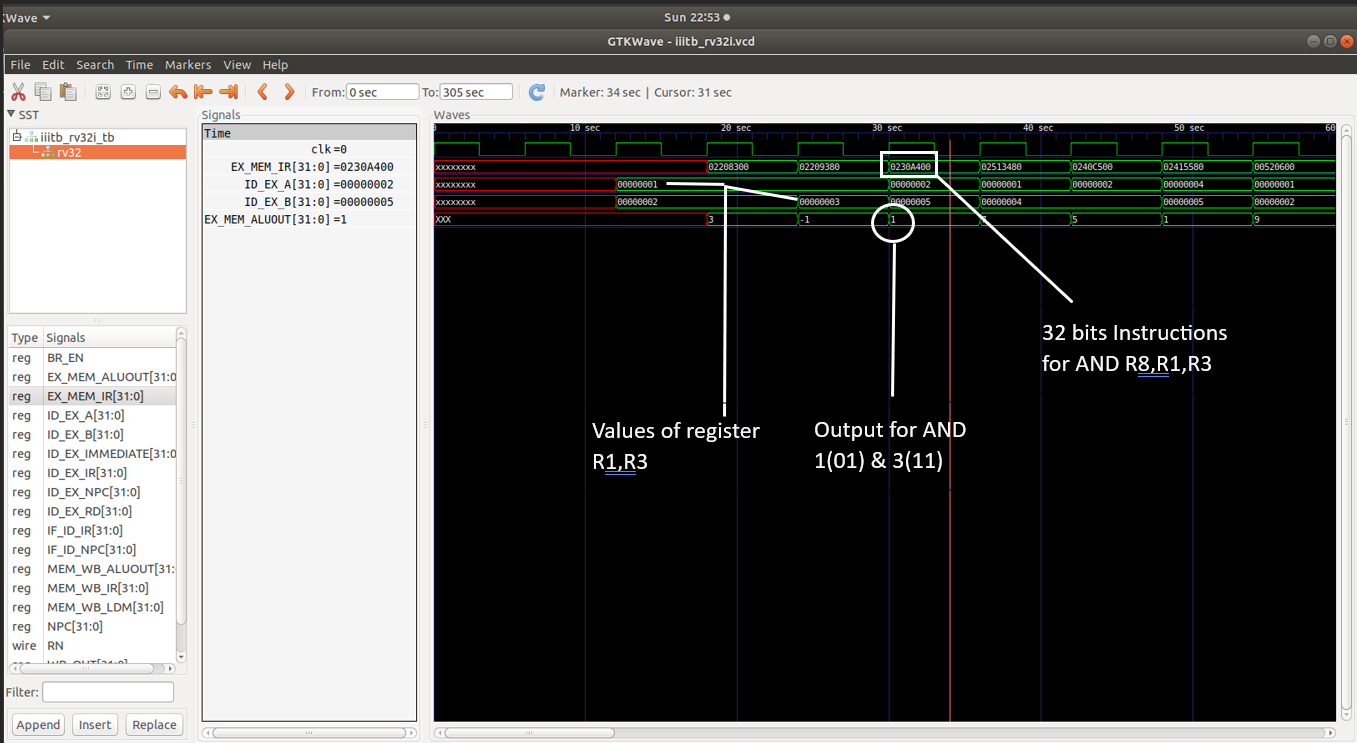 KWave
Sun 22:53
GTKWave - iiitb_rv32i.vcd
File Edit Search Time Markers View Help
From: 0 sec To: 305 sec Marker: 34 sec | Cursor: 31 sec
SST
iiitb_rv32i_tb
rv32
Type Signals
reg BR_EN
reg EX_MEM_ALUOUT[31:0
reg EX_MEM_IR[31:0]
reg ID_EX_A[31:0]
reg ID_EX_B[31:0]
reg ID_EX_IMMEDIATE[31:0
reg ID_EX_IR[31:0]
reg ID_EX_NPC[31:0]
reg ID_EX_RD[31:0]
reg IF_ID_IR[31:0]
reg IF_ID_NPC[31:0]
reg MEM_WB_ALUOUT[31:
reg MEM_WB_IR[31:0]
reg MEM_WB_LDM[31:0]
reg NPC[31:0]
wire RN
reg WB_OUT[31:0]
Filter:
Append Insert Replace
Signals
Time
clk=0
EX_MEM_IR[31:0]=0230A400
ID_EX_A[31:0]=00000002
ID_EX_B[31:0]=00000005
EX_MEM_ALUOUT[31:0]=1
Waves
0 10 sec 20 sec 30 sec 40 sec 50 sec 60
xxxxxxxx 02208300 02209380 0230A400 02513480 0240C500 02415580 00520600
xxxxxxxx 00000001 00000002 00000001 00000002 00000004 00000001
xxxxxxxx 00000002 00000003 00000005 00000004 00000005 00000002
XXX 3 -1 1 7 5 1 9
32 bits Instructions
for AND R8,R1,R3
Values of register
R1,R3
Output for AND
1(01) & 3(11)